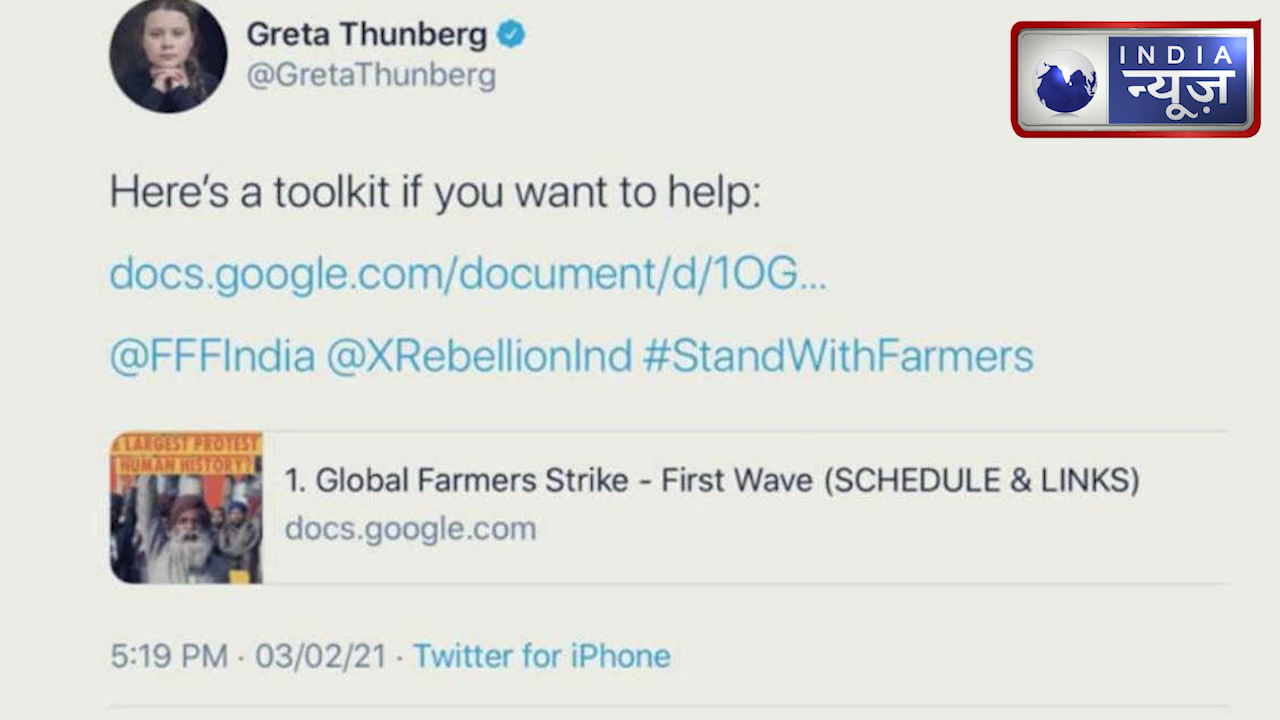 Greta Thunberg
@GretaThunberg
INDIA
न्यूज़
Here's a toolkit if you want to help:
docs.google.com/document/d/1OG...
@FFFIndia @XRebellionInd #StandWithFarmers
E LARGEST PROTEST
HUMAN HISTORY!
1. Global Farmers Strike - First Wave (SCHEDULE & LINKS)
docs.google.com
5:19 PM · 03/02/21 · Twitter for iPhone